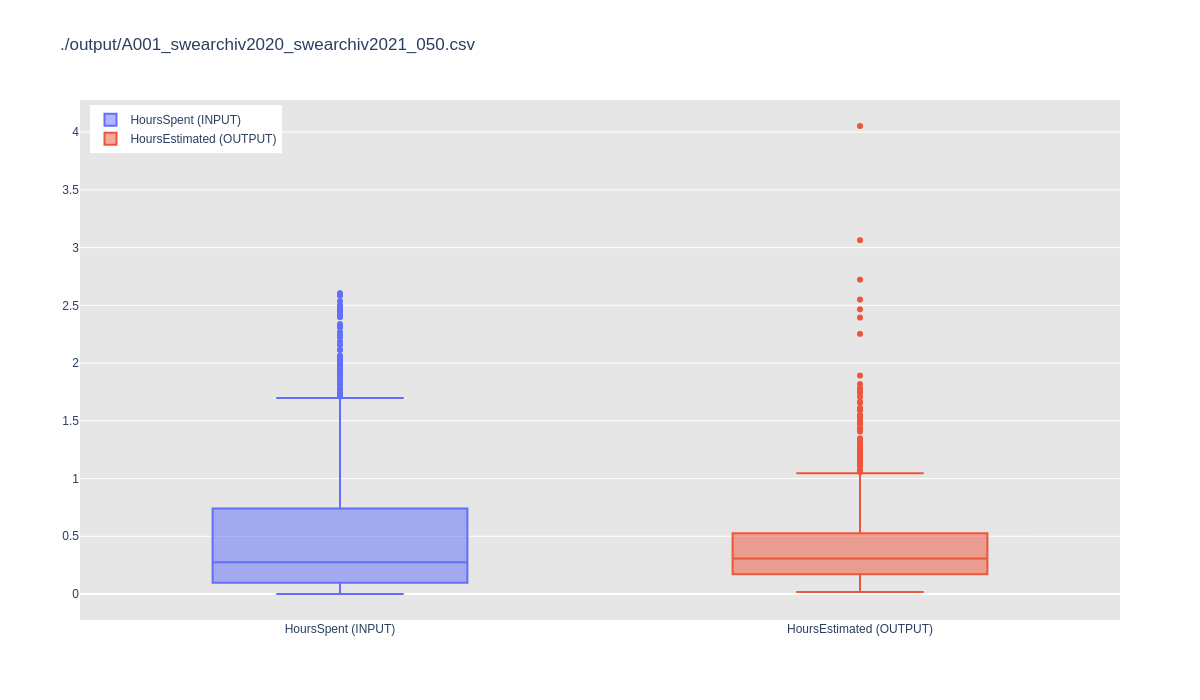 ./output/A001_swearchiv2020_swearchiv2021_050.csv
HoursSpent (INPUT)
HoursEstimated (OUTPUT)
4
3.5
3
2.5
2
1.5
1
0.5
0
HoursSpent (INPUT)
HoursEstimated (OUTPUT)